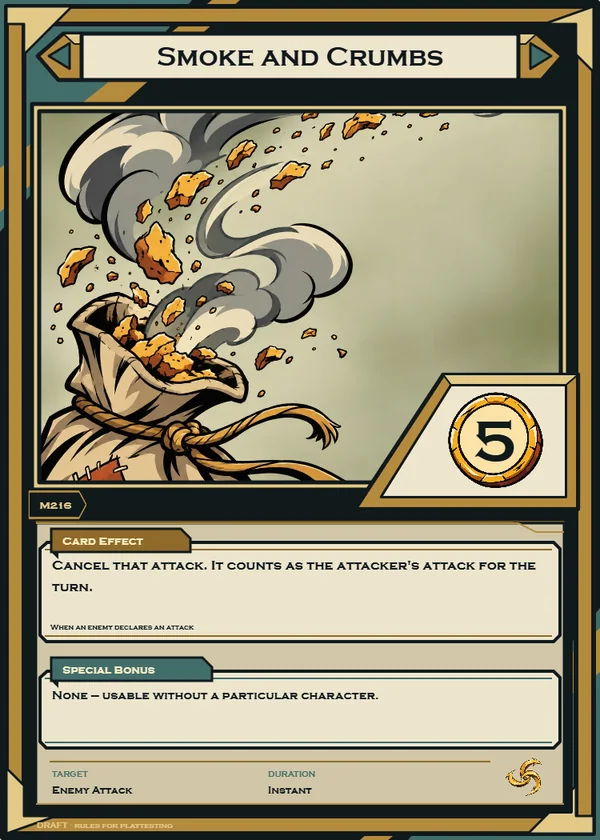 Smoke and Crumbs
5
M216
Card Effect
Cancel that attack. It counts as the attacker's attack for the
turn.
When an enemy declares an attack
Special Bonus
None – usable without a particular character.
Target
Duration
Enemy Attack
Instant
DRAFT · Rules for playtesting